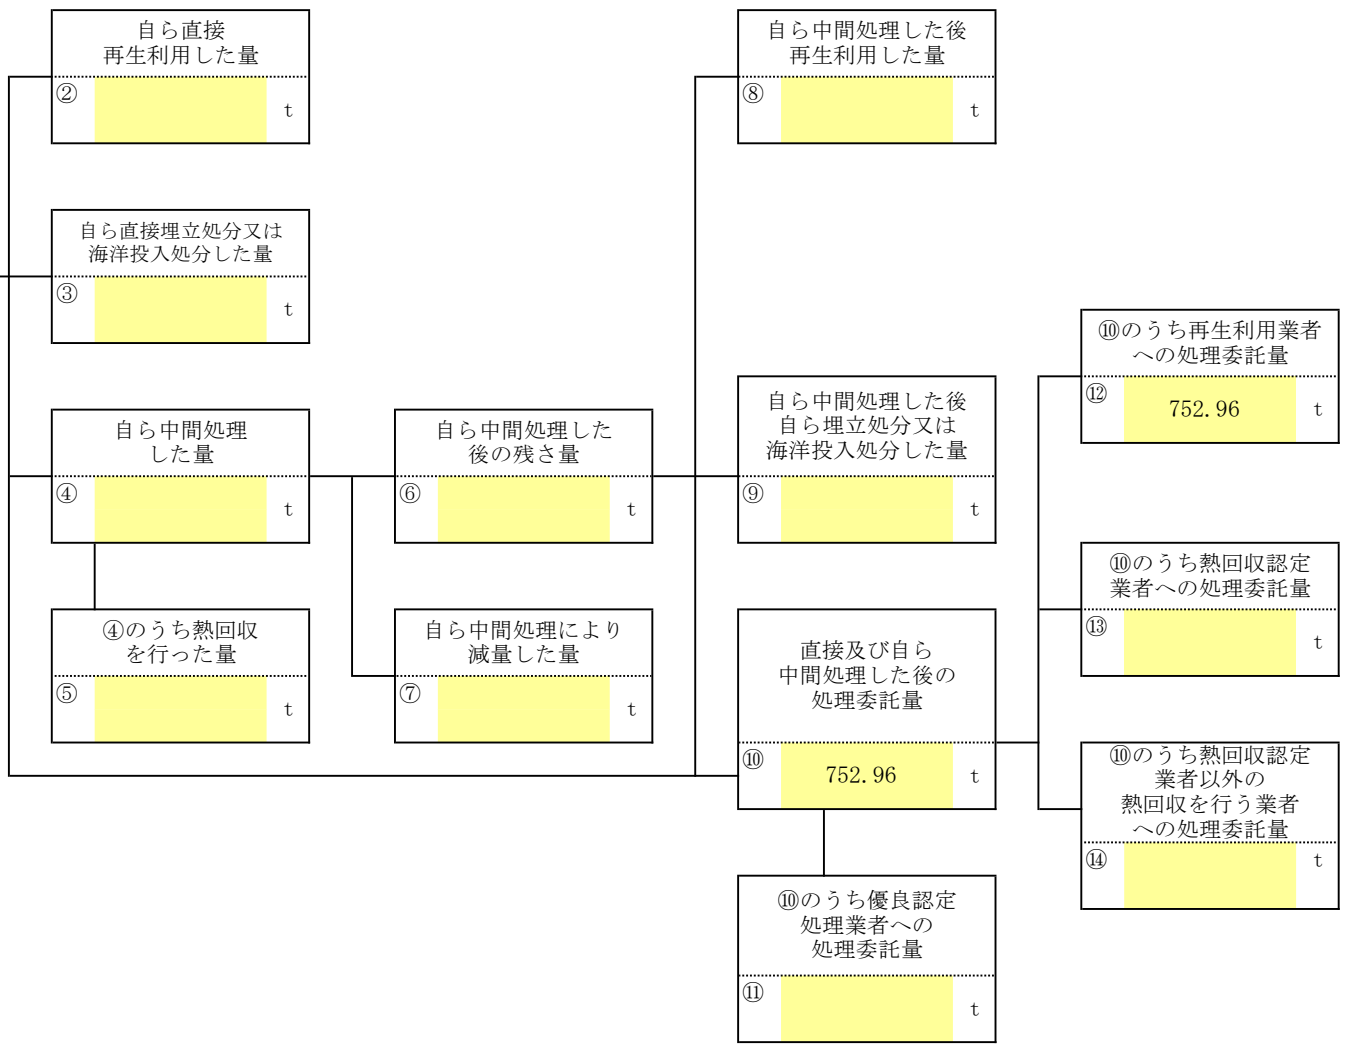 自ら直接
再生利用した量
②
t
自ら中間処理した後
再生利用した量
⑧
t
自ら直接埋立処分又は
海洋投入処分した量
③
t
⑩のうち再生利用業者
への処理委託量
⑫
752.96
t
自ら中間処理
した量
④
t
自ら中間処理した
後の残さ量
⑥
t
自ら中間処理した後
自ら埋立処分又は
海洋投入処分した量
⑨
t
⑩のうち熱回収認定
業者への処理委託量
⑬
t
④のうち熱回収
を行った量
⑤
t
自ら中間処理により
減量した量
⑦
t
直接及び自ら
中間処理した後の
処理委託量
⑩
752.96
t
⑩のうち熱回収認定
業者以外の
熱回収を行う業者
への処理委託量
⑭
t
⑩のうち優良認定
処理業者への
処理委託量
⑪
t